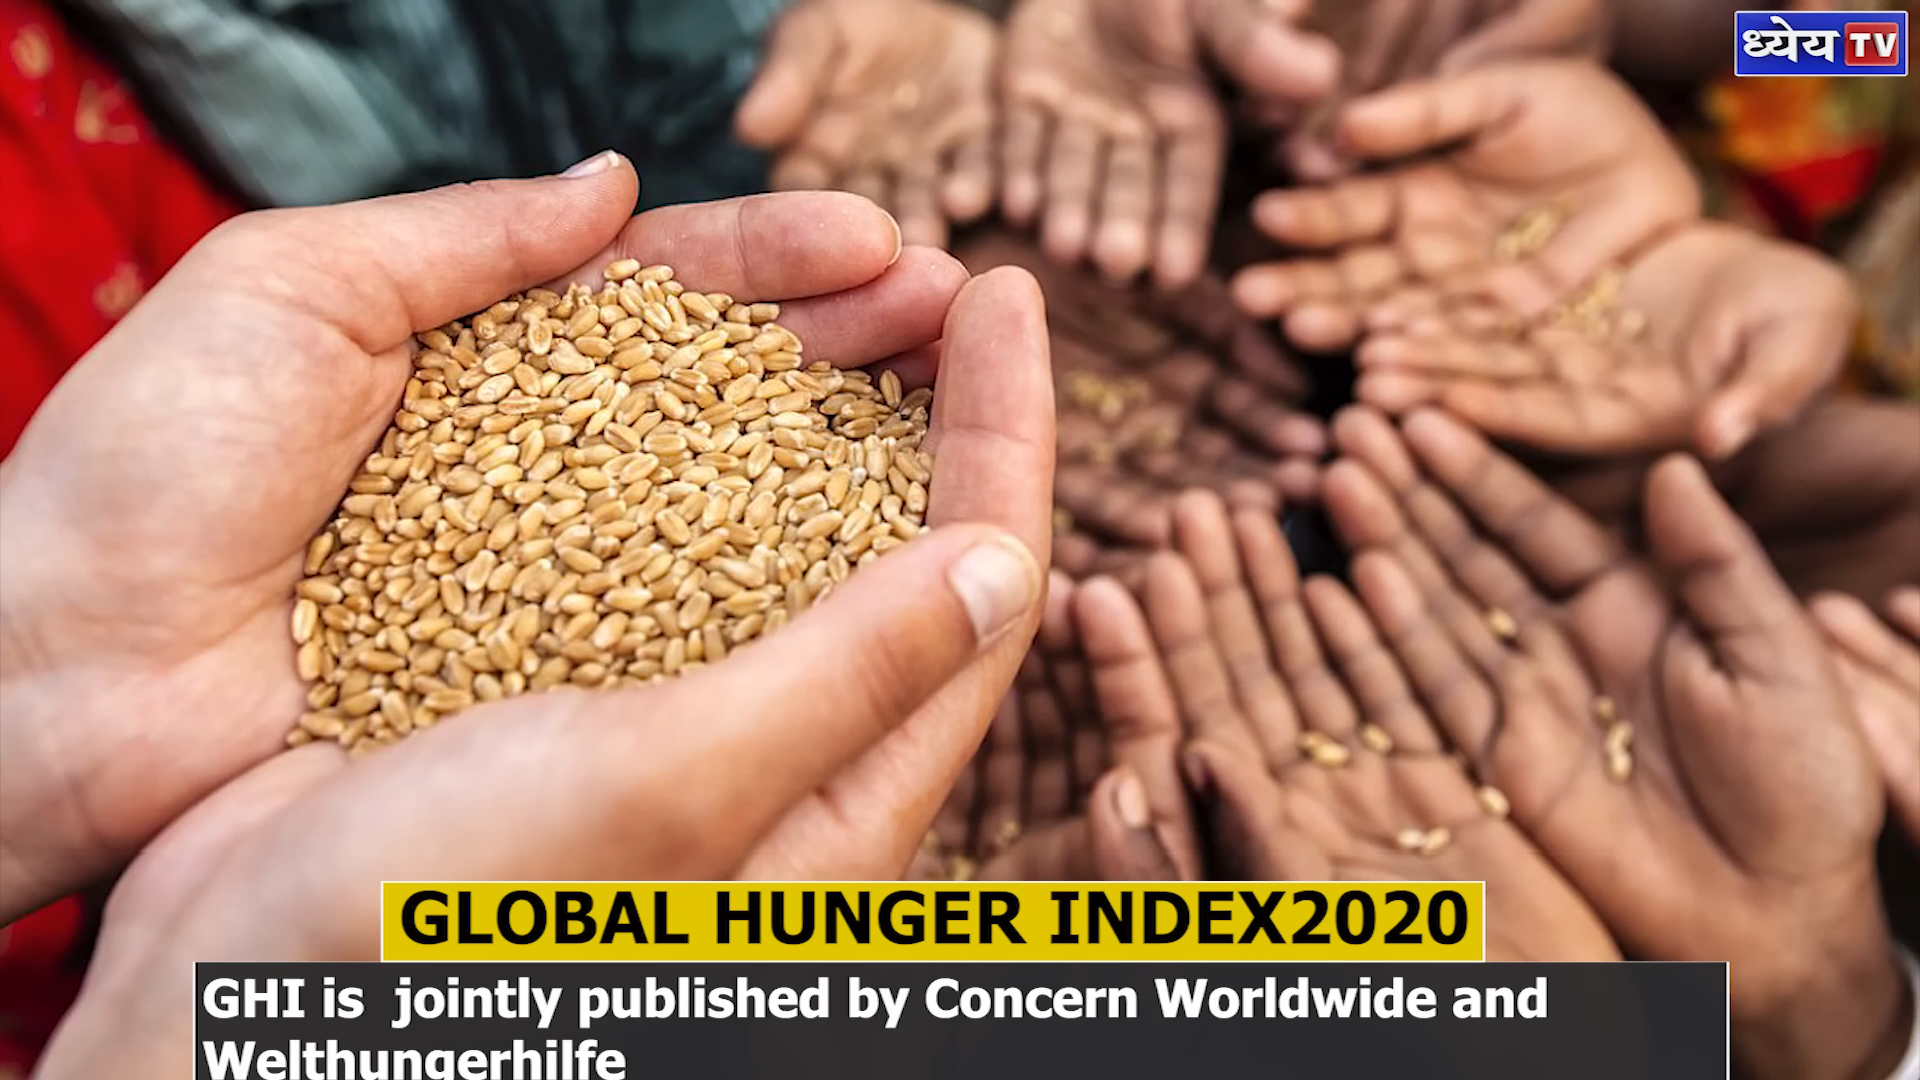 ध्येय TV
GLOBAL HUNGER INDEX2020
GHI is  jointly published by Concern Worldwide and
Welthungerhilfe